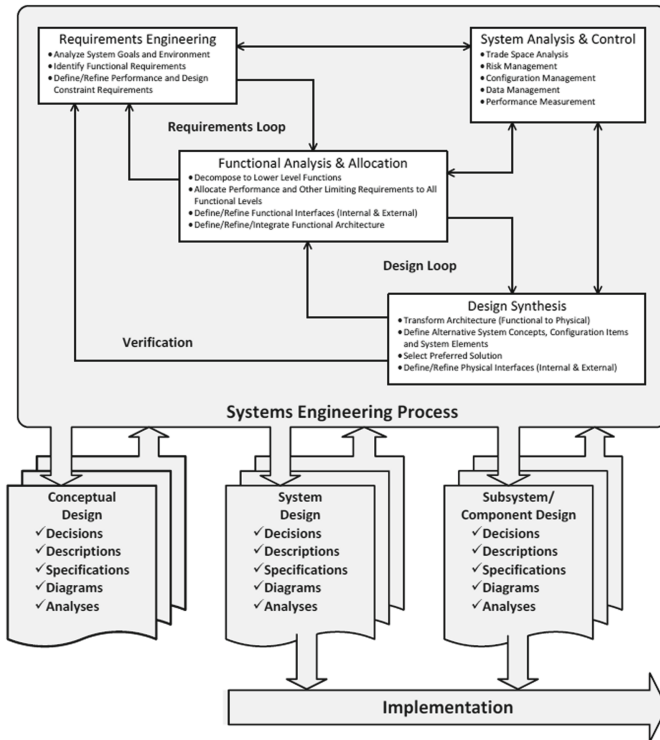 Requirements Engineering
• Analyze System Goals and Environment
• Identify Functional Requirements
• Define/Refine Performance and Design
Constraint Requirements
System Analysis & Control
• Trade Space Analysis
• Risk Management
• Configuration Management
• Data Management
• Performance Measurement
Requirements Loop
Functional Analysis & Allocation
• Decompose to Lower Level Functions
• Allocate Performance and Other Limiting Requirements to All
Functional Levels
• Define/Refine Functional Interfaces (Internal & External)
• Define/Refine/Integrate Functional Architecture
Design Loop
Design Synthesis
• Transform Architecture (Functional to Physical)
• Define Alternative System Concepts, Configuration Items
and System Elements
• Select Preferred Solution
• Define/Refine Physical Interfaces (Internal & External)
Verification
Systems Engineering Process
Conceptual
Design
✓Decisions
✓Descriptions
✓Specifications
✓Diagrams
✓Analyses
System
Design
✓Decisions
✓Descriptions
✓Specifications
✓Diagrams
✓Analyses
Subsystem/
Component Design
✓Decisions
✓Descriptions
✓Specifications
✓Diagrams
✓Analyses
Implementation